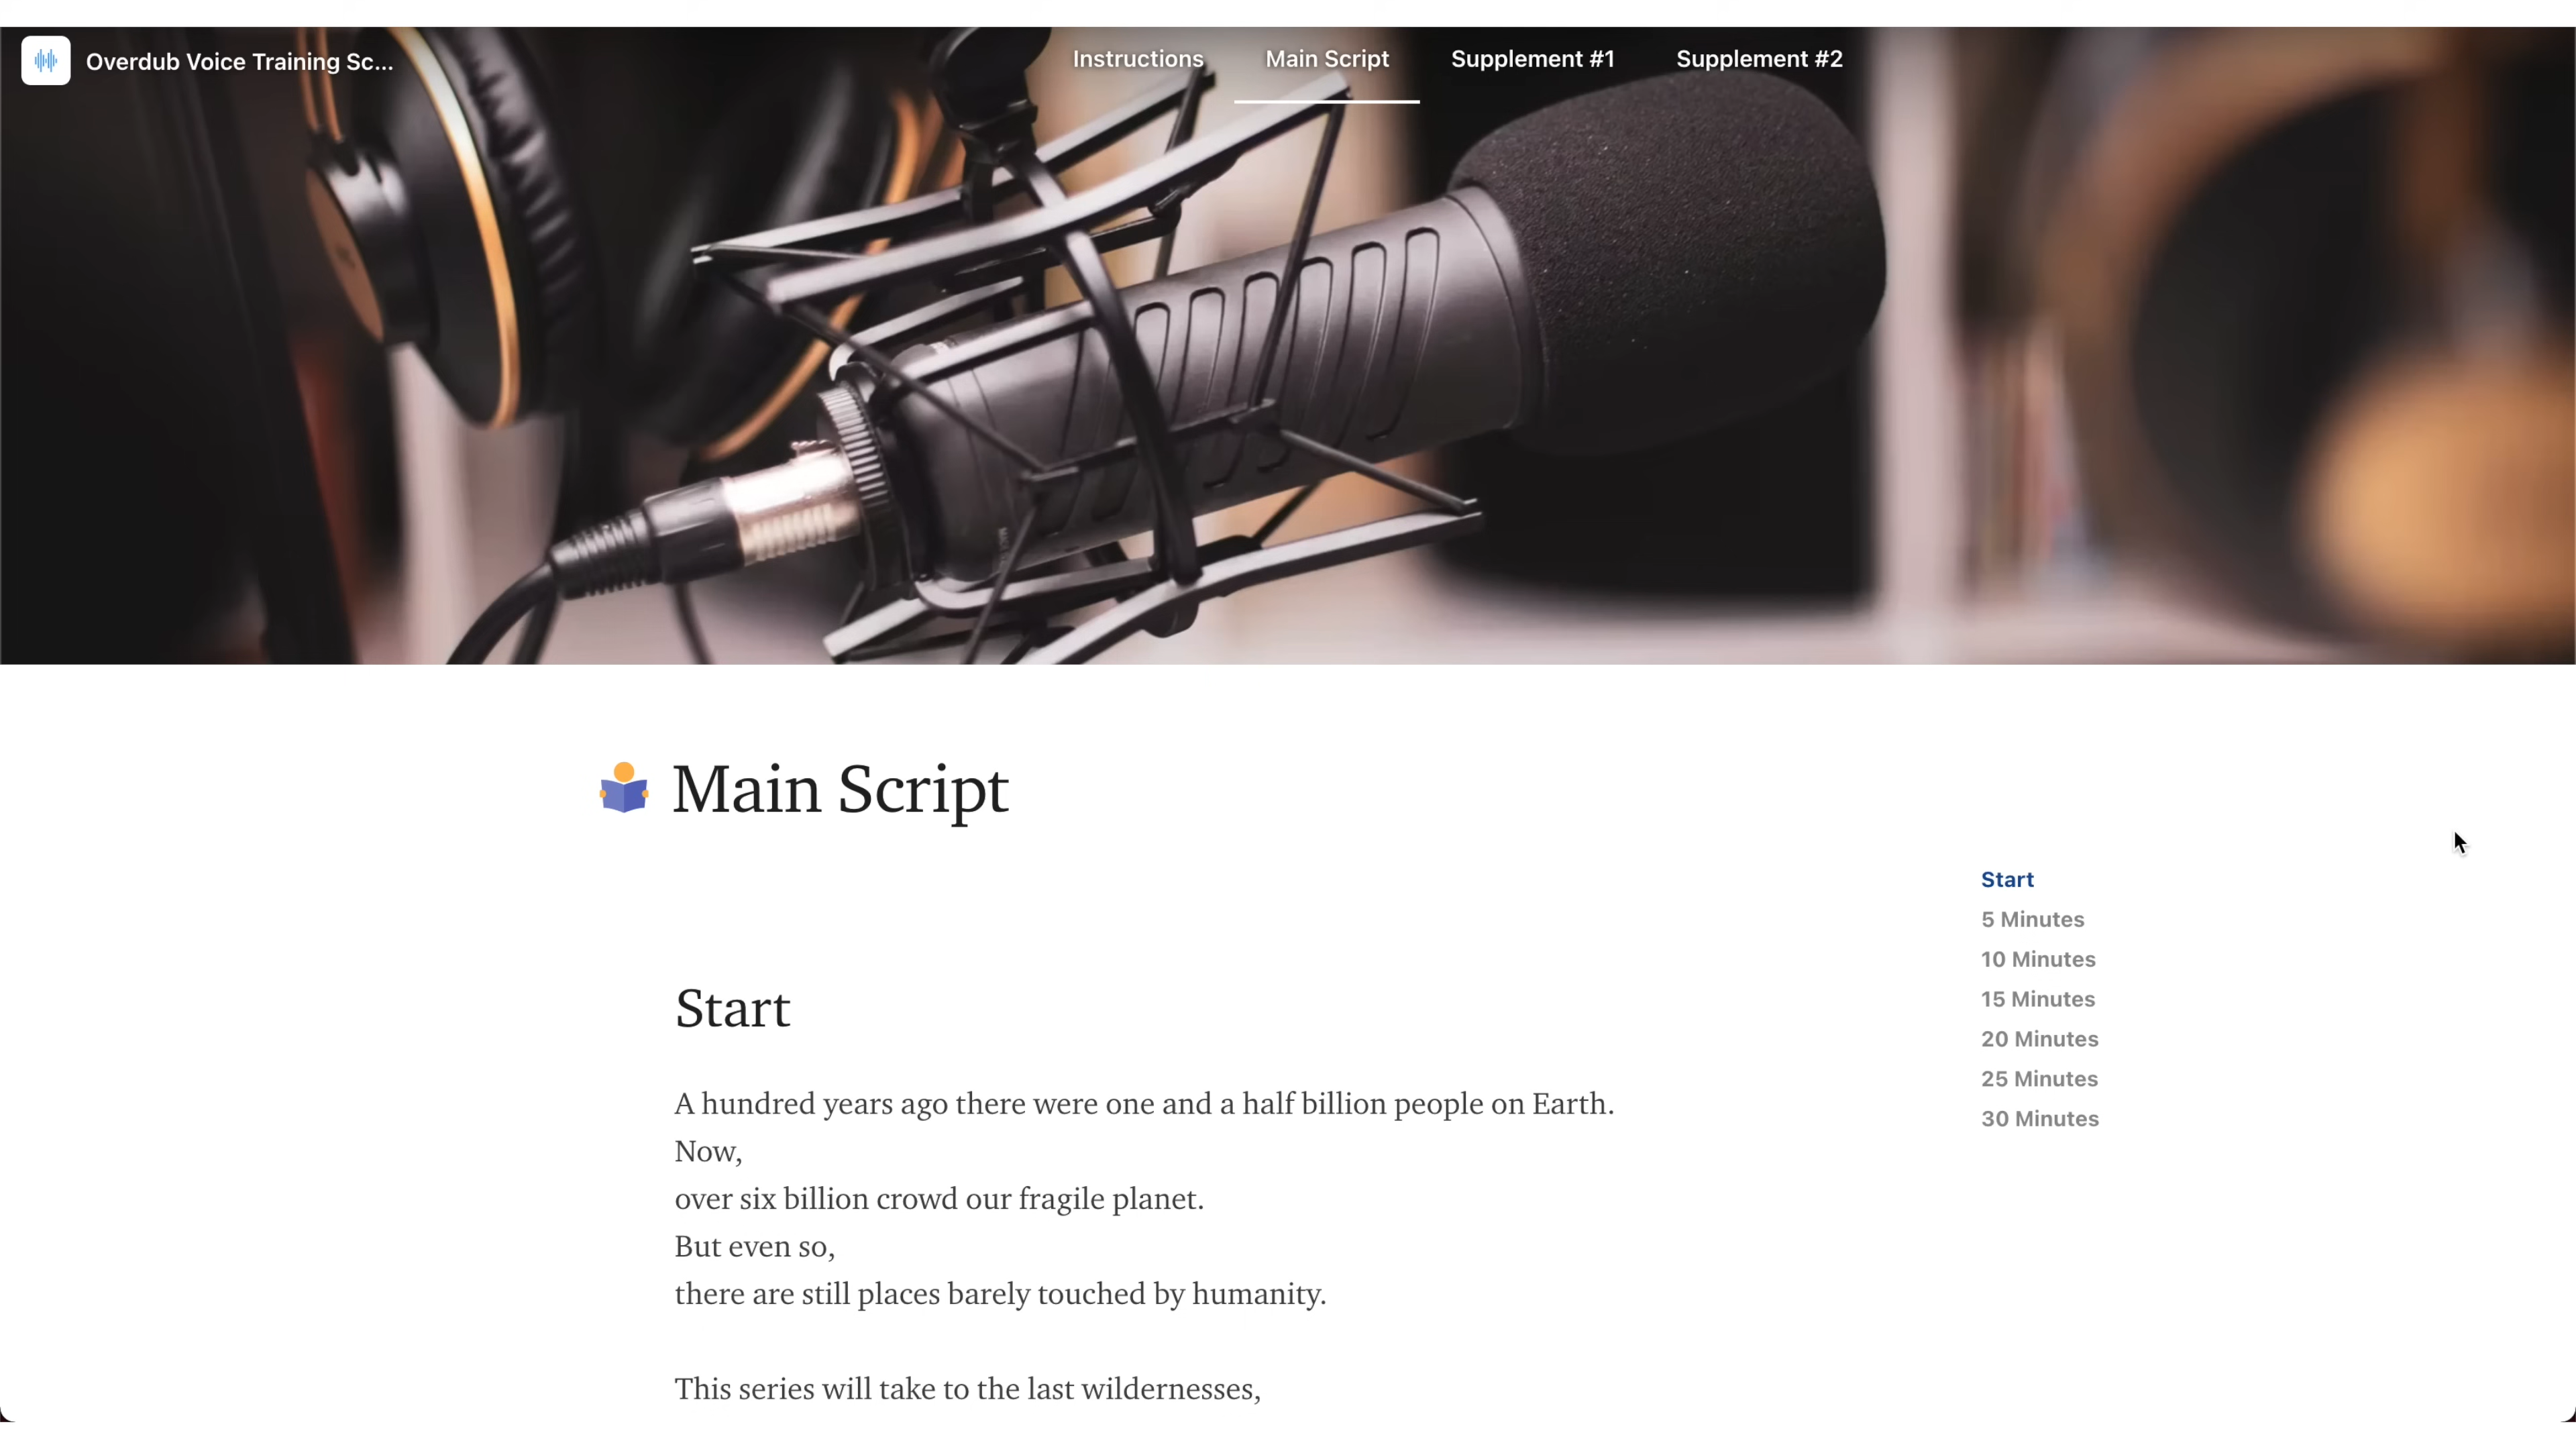 Overdub Voice Training Sc...
Instructions
Main Script
Supplement #1
Supplement #2
Main Script
Start
5 Minutes
10 Minutes
15 Minutes
20 Minutes
25 Minutes
30 Minutes
Start
A hundred years ago there were one and a half billion people on Earth.
Now,
over six billion crowd our fragile planet.
But even so,
there are still places barely touched by humanity.
This series will take to the last wildernesses,